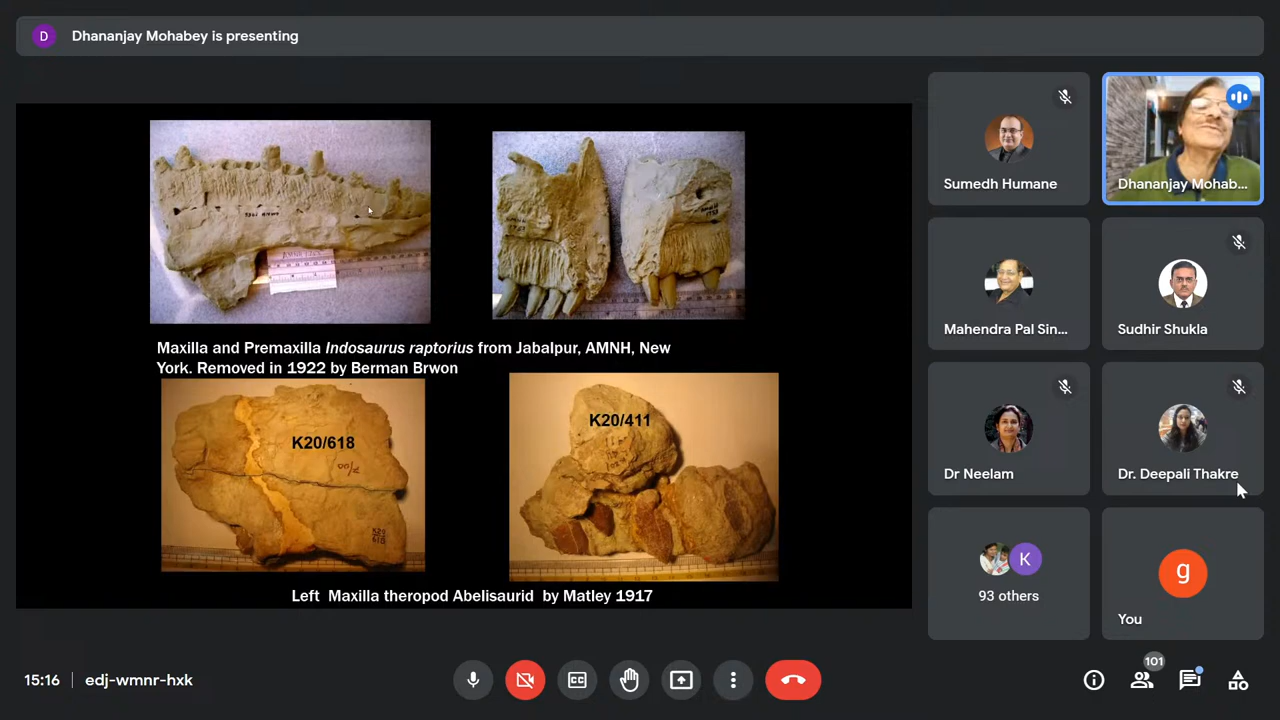 D Dhananjay Mohabey is presenting
Sumedh Humane
Dhananjay Mohab...
Mahendra Pal Sin...
Sudhir Shukla
Dr Neelam
Dr. Deepali Thakre
K
93 others
g
You
Maxilla and Premaxilla Indosaurus raptorius from Jabalpur, AMNH, New
York. Removed in 1922 by Berman Brwon
K20/618
K20/411
Left Maxilla theropod Abelisaurid by Matley 1917
15:16 edj-wmnr-hxk
101